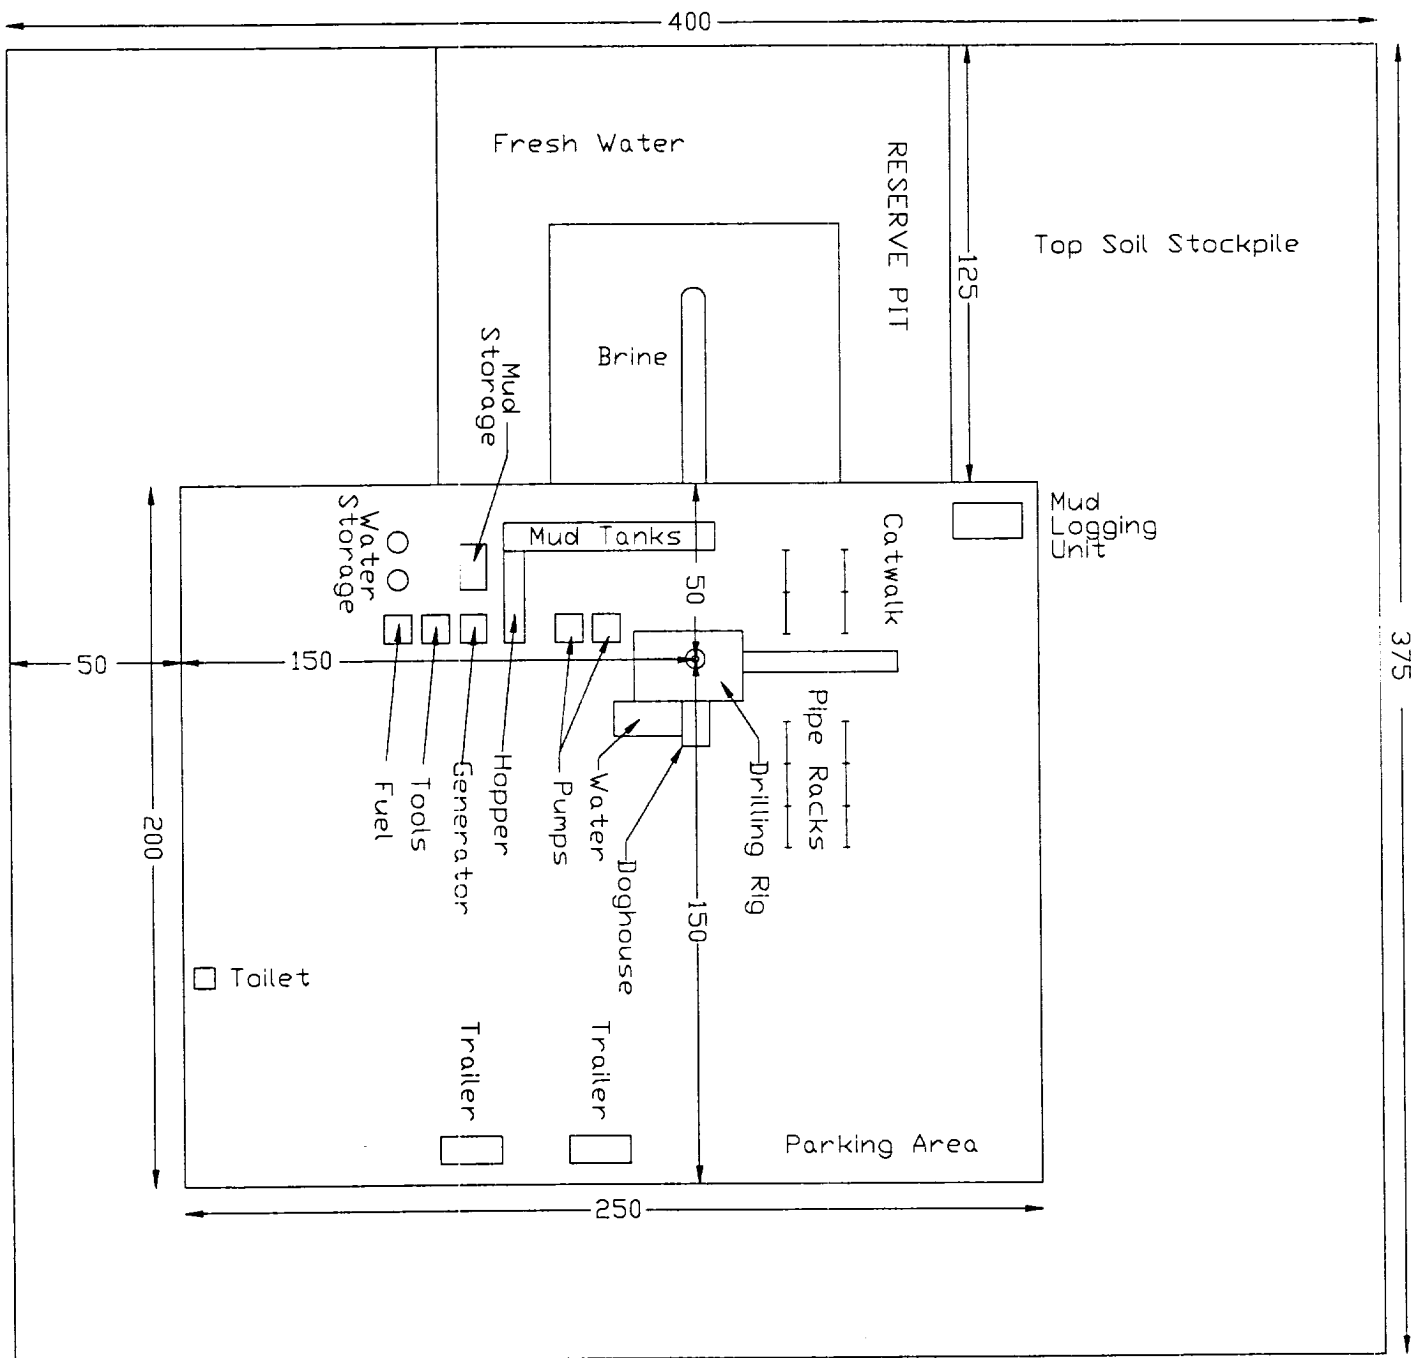 400
Fresh Water
RESERVE PIT
125
Top Soil Stockpile
Brine
Mud
Storage
Water
Storage
Mud Tanks
50
Catwalk
Mud
Logging
Unit
375
50
150
Pipe Racks
Drilling Rig
Fuel
Tools
Generator
Hopper
Pumps
Water
Doghouse
200
150
Toilet
Trailer
Trailer
Parking Area
250